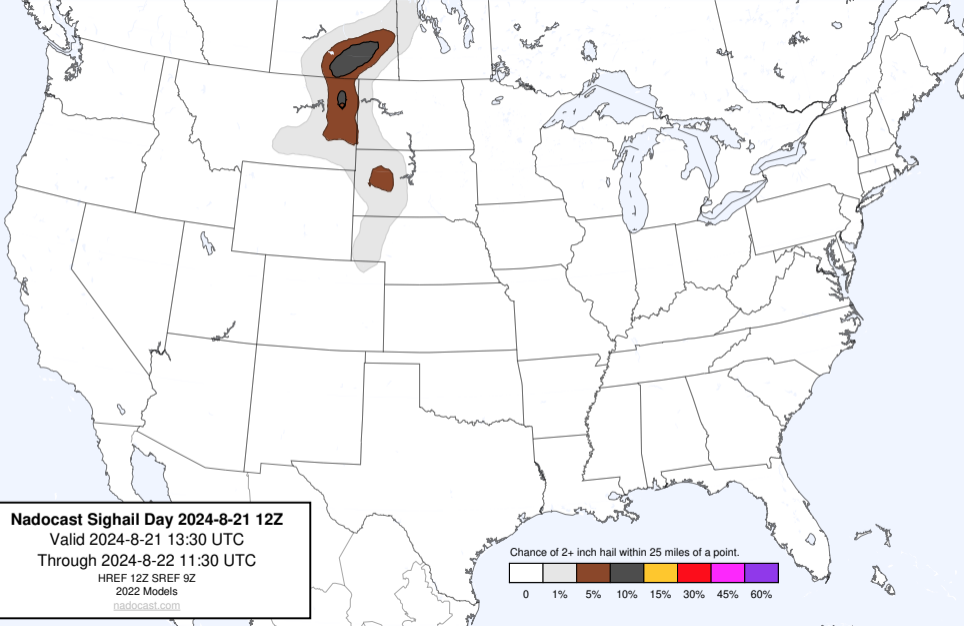 Nadocast Sighail Day 2024-8-21 12Z
Valid 2024-8-21 13:30 UTC
Through 2024-8-22 11:30 UTC
HREF 12Z SREF 9Z
2022 Models
nadocast.com
Chance of 2+ inch hail within 25 miles of a point.
0 1% 5% 10% 15% 30% 45% 60%